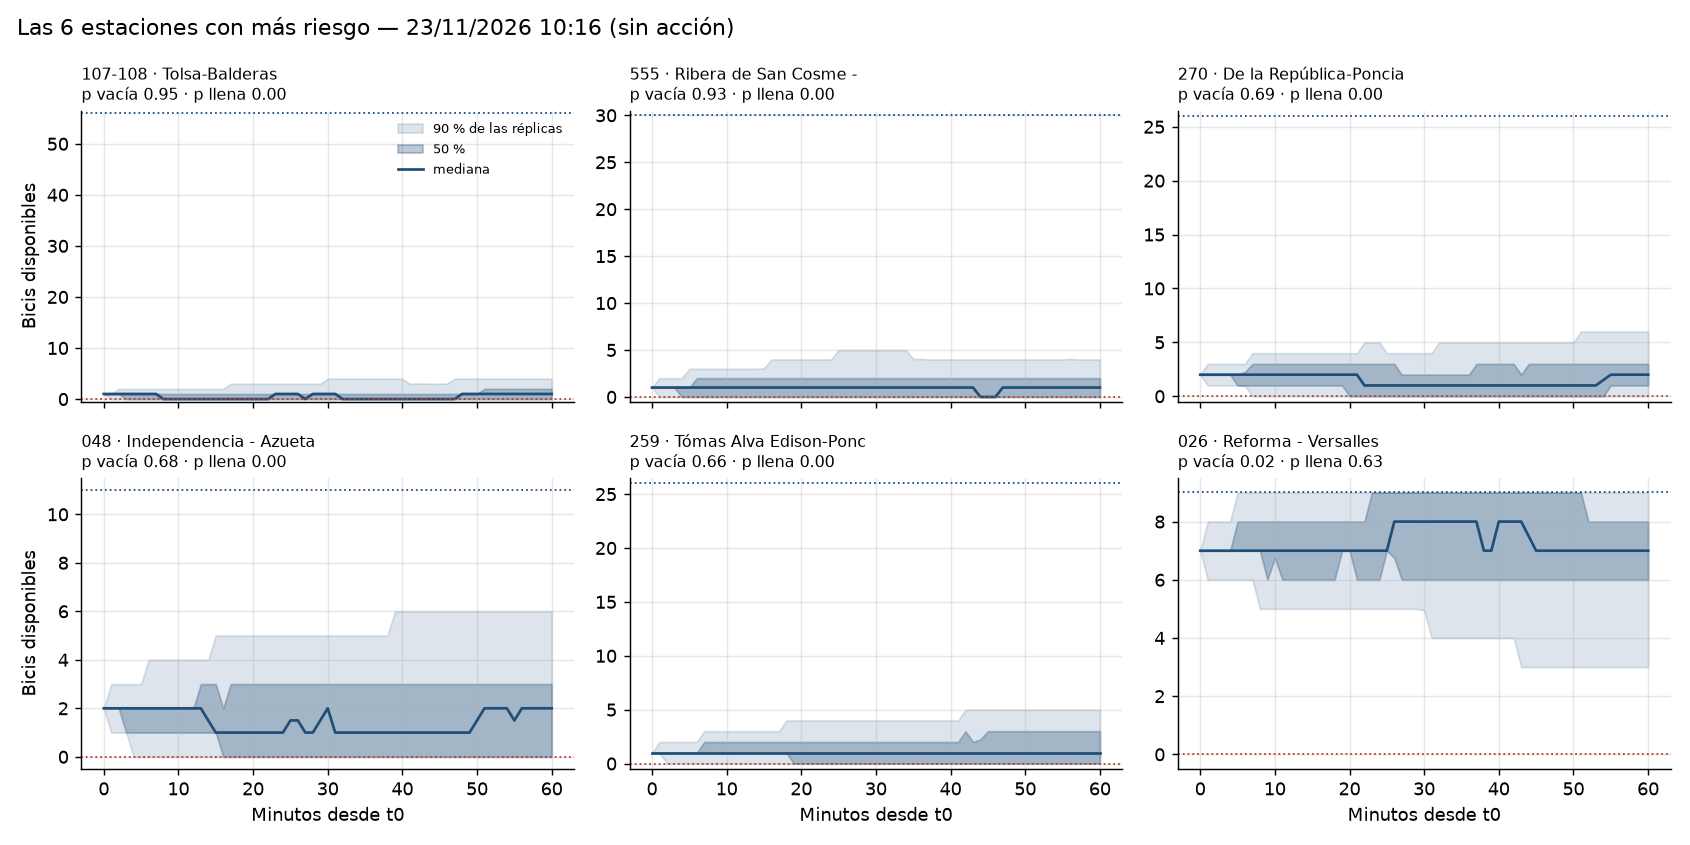 Las 6 estaciones con más riesgo — 23/11/2026 10:16 (sin acción)
107-108 · Tolsa-Balderas
p vacía 0.95 · p llena 0.00
90 % de las réplicas
50 %
mediana
Bicis disponibles
50
40
30
20
10
0
555 · Ribera de San Cosme -
p vacía 0.93 · p llena 0.00
30
25
20
15
10
5
0
270 · De la República-Poncia
p vacía 0.69 · p llena 0.00
25
20
15
10
5
0
048 · Independencia - Azueta
p vacía 0.68 · p llena 0.00
Bicis disponibles
10
8
6
4
2
0
0 10 20 30 40 50 60
Minutos desde t0
259 · Tómas Alva Edison-Ponc
p vacía 0.66 · p llena 0.00
25
20
15
10
5
0
0 10 20 30 40 50 60
Minutos desde t0
026 · Reforma - Versalles
p vacía 0.02 · p llena 0.63
8
6
4
2
0
0 10 20 30 40 50 60
Minutos desde t0